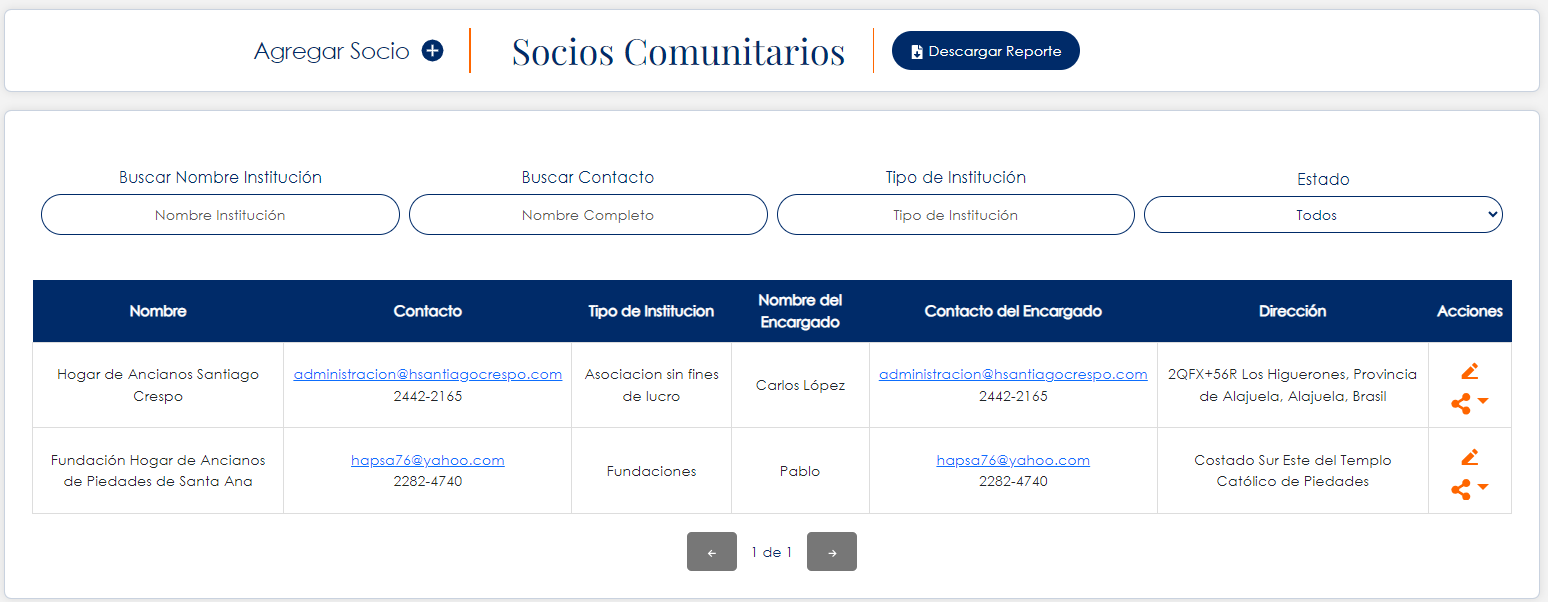 Agregar Socio
Socios Comunitarios
Descargar Reporte
Buscar Nombre Institución
Buscar Contacto
Tipo de Institución
Estado
Nombre Institución
Nombre Completo
Tipo de Institución
Todos
Nombre
Contacto
Tipo de Institucion
Nombre del
Encargado
Contacto del Encargado
Dirección
Acciones
Hogar de Ancianos Santiago
Crespo
administracion@hsantiagocrespo.com
2442-2165
Asociacion sin fines
de lucro
Carlos López
administracion@hsantiagocrespo.com
2442-2165
2QFX+56R Los Higuerones, Provincia
de Alajuela, Alajuela, Brasil
Fundación Hogar de Ancianos
de Piedades de Santa Ana
hapsa76@yahoo.com
2282-4740
Fundaciones
Pablo
hapsa76@yahoo.com
2282-4740
Costado Sur Este del Templo
Católico de Piedades
← 1 de 1 →